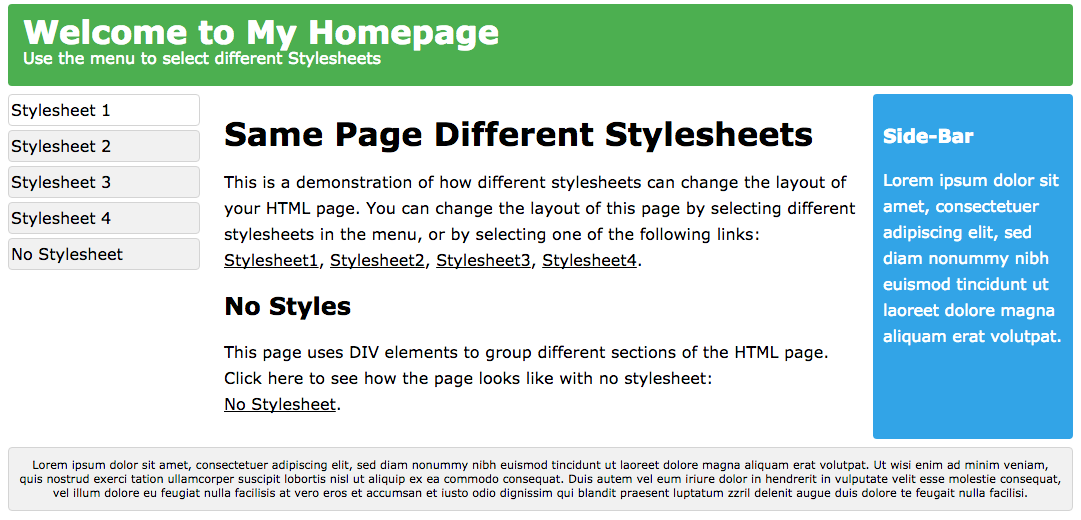 Welcome to My Homepage
Use the menu to select different Stylesheets
Stylesheet 1
Stylesheet 2
Stylesheet 3
Stylesheet 4
No Stylesheet
Same Page Different Stylesheets
This is a demonstration of how different stylesheets can change the layout of
your HTML page. You can change the layout of this page by selecting different
stylesheets in the menu, or by selecting one of the following links:
Stylesheet1, Stylesheet2, Stylesheet3, Stylesheet4.
No Styles
This page uses DIV elements to group different sections of the HTML page.
Click here to see how the page looks like with no stylesheet:
No Stylesheet.
Side-Bar
Lorem ipsum dolor sit
amet, consectetuer
adipiscing elit, sed
diam nonummy nibh
euismod tincidunt ut
laoreet dolore magna
aliquam erat volutpat.
Lorem ipsum dolor sit amet, consectetuer adipiscing elit, sed diam nonummy nibh euismod tincidunt ut laoreet dolore magna aliquam erat volutpat. Ut wisi enim ad minim veniam,
quis nostrud exerci tation ullamcorper suscipit lobortis nisl ut aliquip ex ea commodo consequat. Duis autem vel eum iriure dolor in hendrerit in vulputate velit esse molestie consequat,
vel illum dolore eu feugiat nulla facilisis at vero eros et accumsan et iusto odio dignissim qui blandit praesent luptatum zzril delenit augue duis dolore te feugait nulla facilisi.